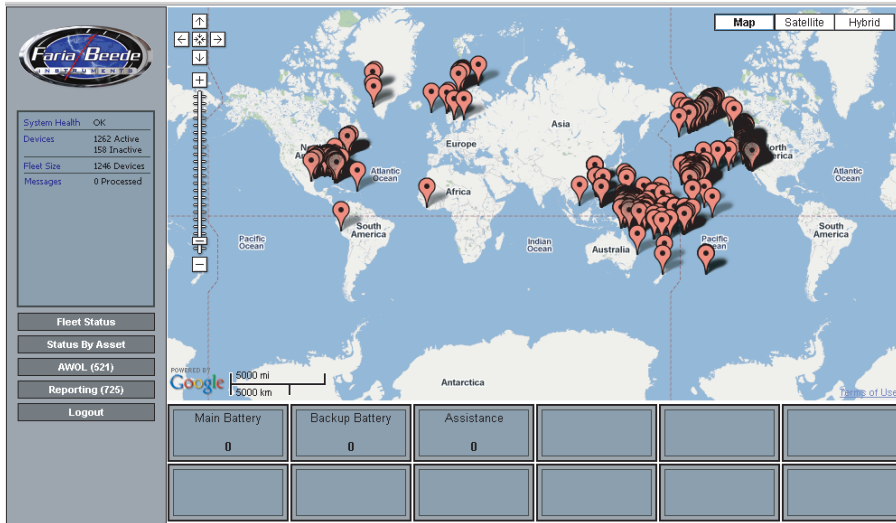 Faria Beede
INSTRUMENTS
System Health OK
Devices 1262 Active
158 Inactive
Fleet Size 1246 Devices
Messages 0 Processed
Fleet Status
Status By Asset
AWOL (521)
Reporting (725)
Logout
Map Satellite Hybrid
Asia
Europe
Atlantic
Ocean
Africa
South
America
Pacific
Ocean
Indian
Ocean
Australia
Pacific
Ocean
Atlantic
Ocean
South
America
Antarctica
POWERED BY
Google
5000 mi
5000 km
Terms of Use
Main Battery Backup Battery Assistance
0 0 0